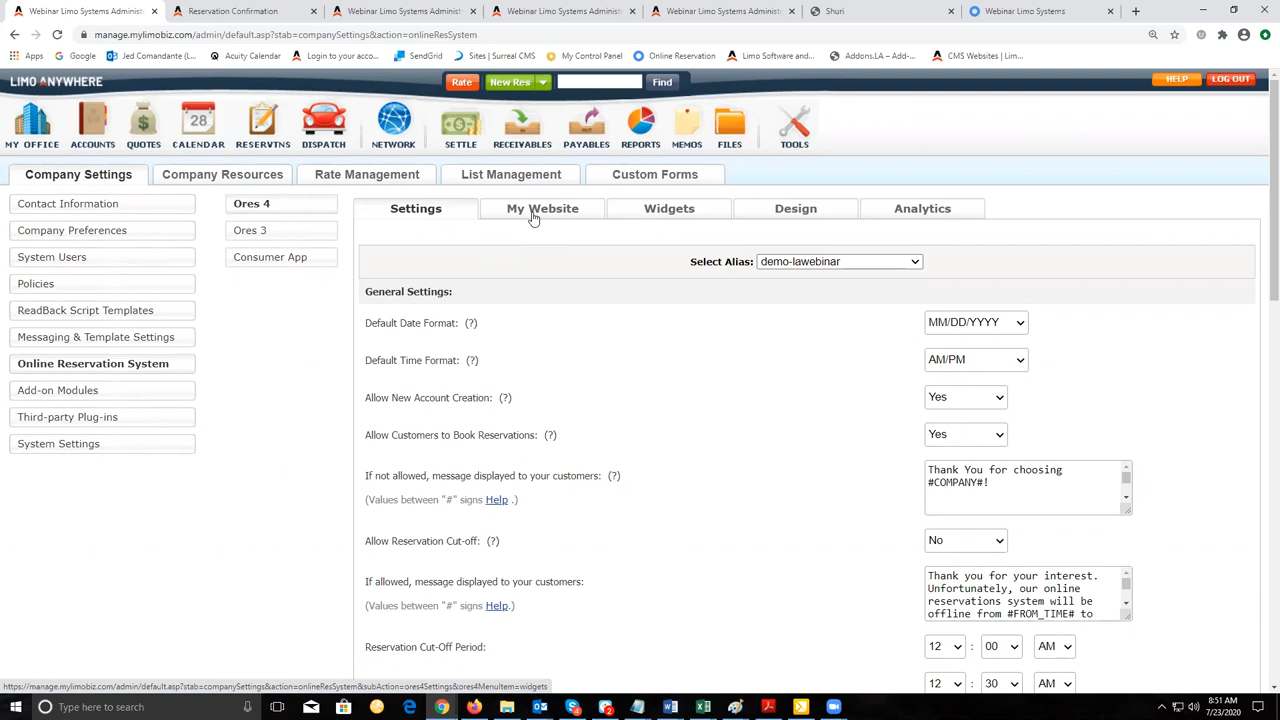 Webinar Limo Systems Administra
Reservation Confirmation
Webinar Limo Systems Administ
Webinar Limo Systems Administ
Webinar Limo Systems Administ
Shuri
Webinar Limo Systems
manage.mylimobiz.com/admin/default.asp?stab=companySettings&action=onlineResSystem
Apps
Google
Jed Comandante - O...
Acuity Calendar
Login to your acco...
SendGrid
Sites | Surreal CMS
My Control Panel
Online Reservation
Limo Software and...
Addons.LA – Add-...
CMS Websites | Lim...
LIMO ANYWHERE
Rate
New Res
Find
HELP
LOG OUT
28
MY OFFICE
ACCOUNTS
QUOTES
CALENDAR
RESERVTNS
DISPATCH
NETWORK
SETTLE
RECEIVABLES
PAYABLES
REPORTS
MEMOS
FILES
TOOLS
Company Settings
Company Resources
Rate Management
List Management
Custom Forms
Contact Information
Company Preferences
System Users
Policies
ReadBack Script Templates
Messaging & Template Settings
Online Reservation System
Add-on Modules
Third-party Plug-ins
System Settings
Ores 4
Ores 3
Consumer App
Settings
My Website
Widgets
Design
Analytics
Select Alias: demo-lawebinar
General Settings:
Default Date Format: (?) MM/DD/YYYY
Default Time Format: (?) AM/PM
Allow New Account Creation: (?) Yes
Allow Customers to Book Reservations: (?) Yes
If not allowed, message displayed to your customers: (?)
(Values between "#" signs Help .)
Thank You for choosing
#COMPANY#!
Allow Reservation Cut-off: (?) No
If allowed, message displayed to your customers:
(Values between "#" signs Help.)
Thank you for your interest.
Unfortunately, our online
reservations system will be
offline from #FROM_TIME# to
Reservation Cut-Off Period: 12 : 00 AM
12 : 30 AM
https://manage.mylimobiz.com/admin/default.asp?stab=companySettings&action=onlineResSystem&subAction=ores4Settings&ores4MenuItem=widgets
Type here to search
8:51 AM
7/23/2020